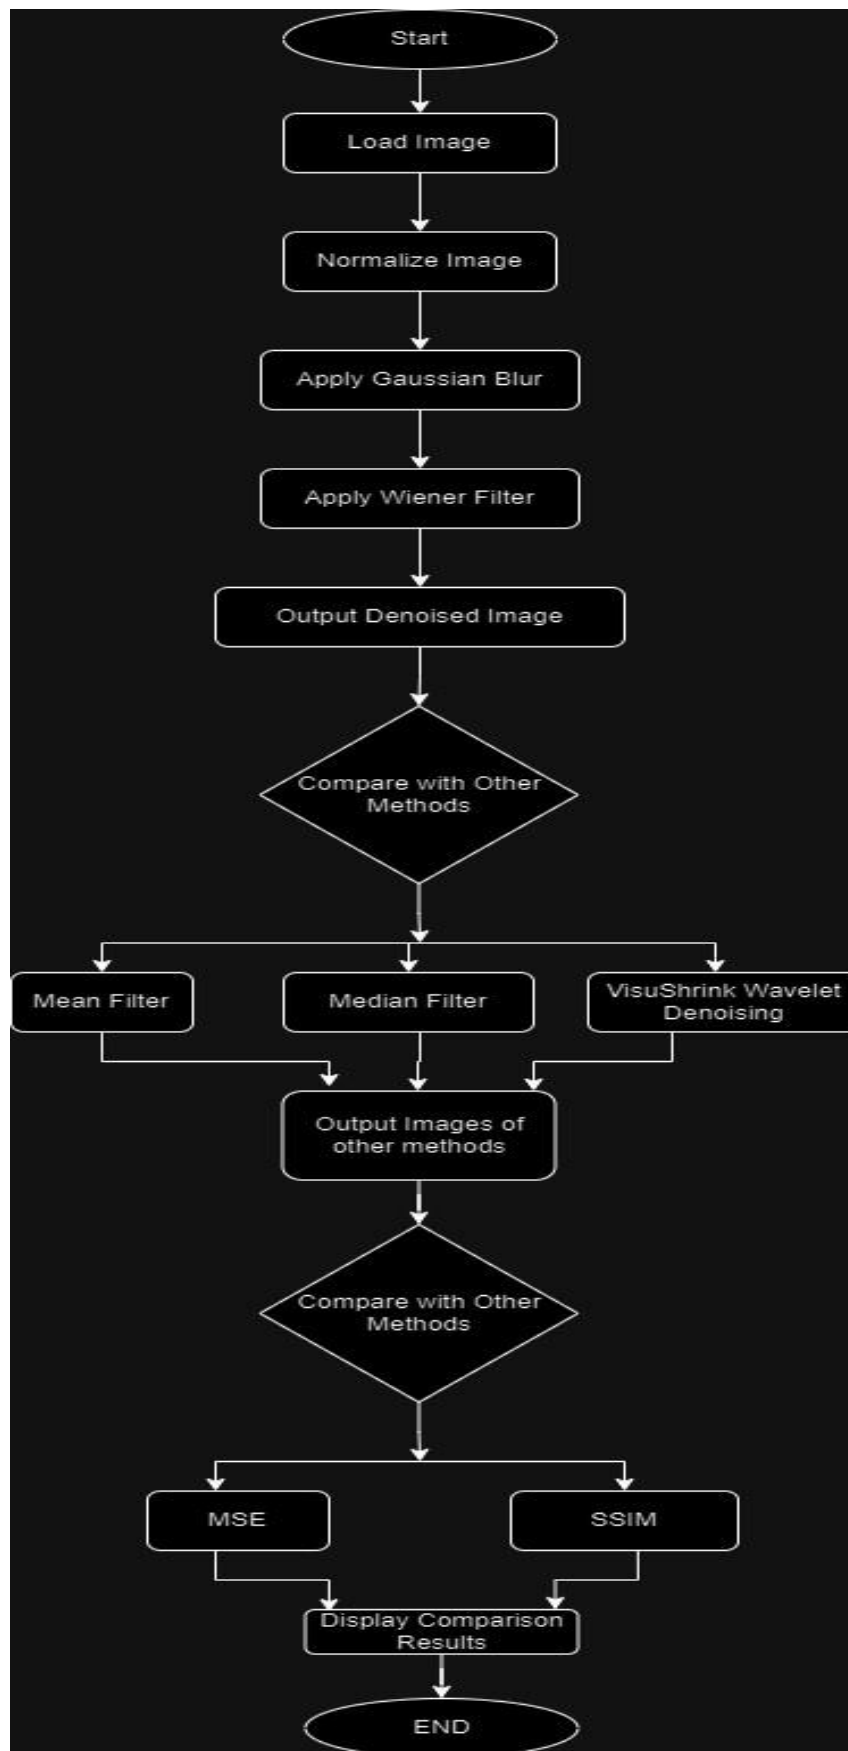 Start
Load Image
Normalize Image
Apply Gaussian Blur
Apply Wiener Filter
Output Denoised Image
Compare with Other
Methods
Mean Filter
Median Filter
VisuShrink Wavelet
Denoising
Output Images of
other methods
Compare with Other
Methods
MSE
SSIM
Display Comparison
Results
END